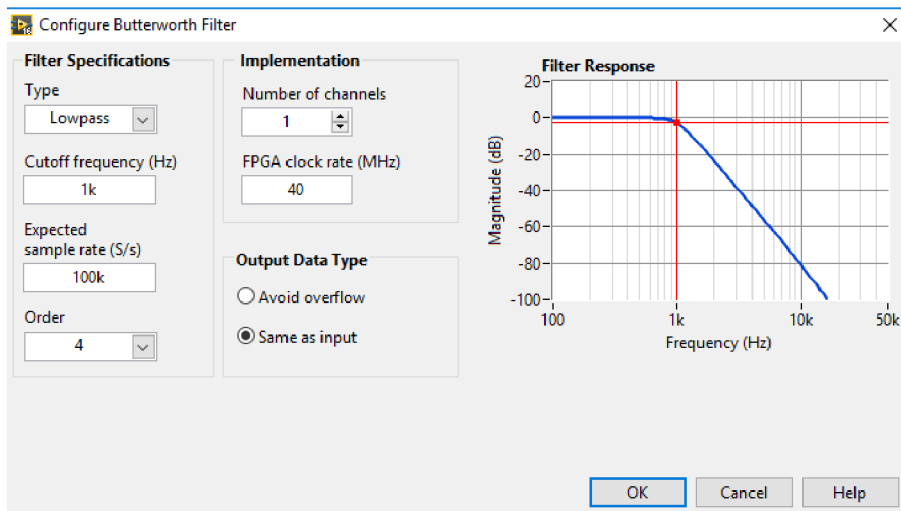 Configure Butterworth Filter
Filter Specifications
Type
Lowpass
Cutoff frequency (Hz)
1k
Expected
sample rate (S/s)
100k
Order
4
Implementation
Number of channels
1
FPGA clock rate (MHz)
40
Output Data Type
Avoid overflow
Same as input
Filter Response
Magnitude (dB)
20
0
-20
-40
-60
-80
-100
100 1k 10k 50k
Frequency (Hz)
OK Cancel Help